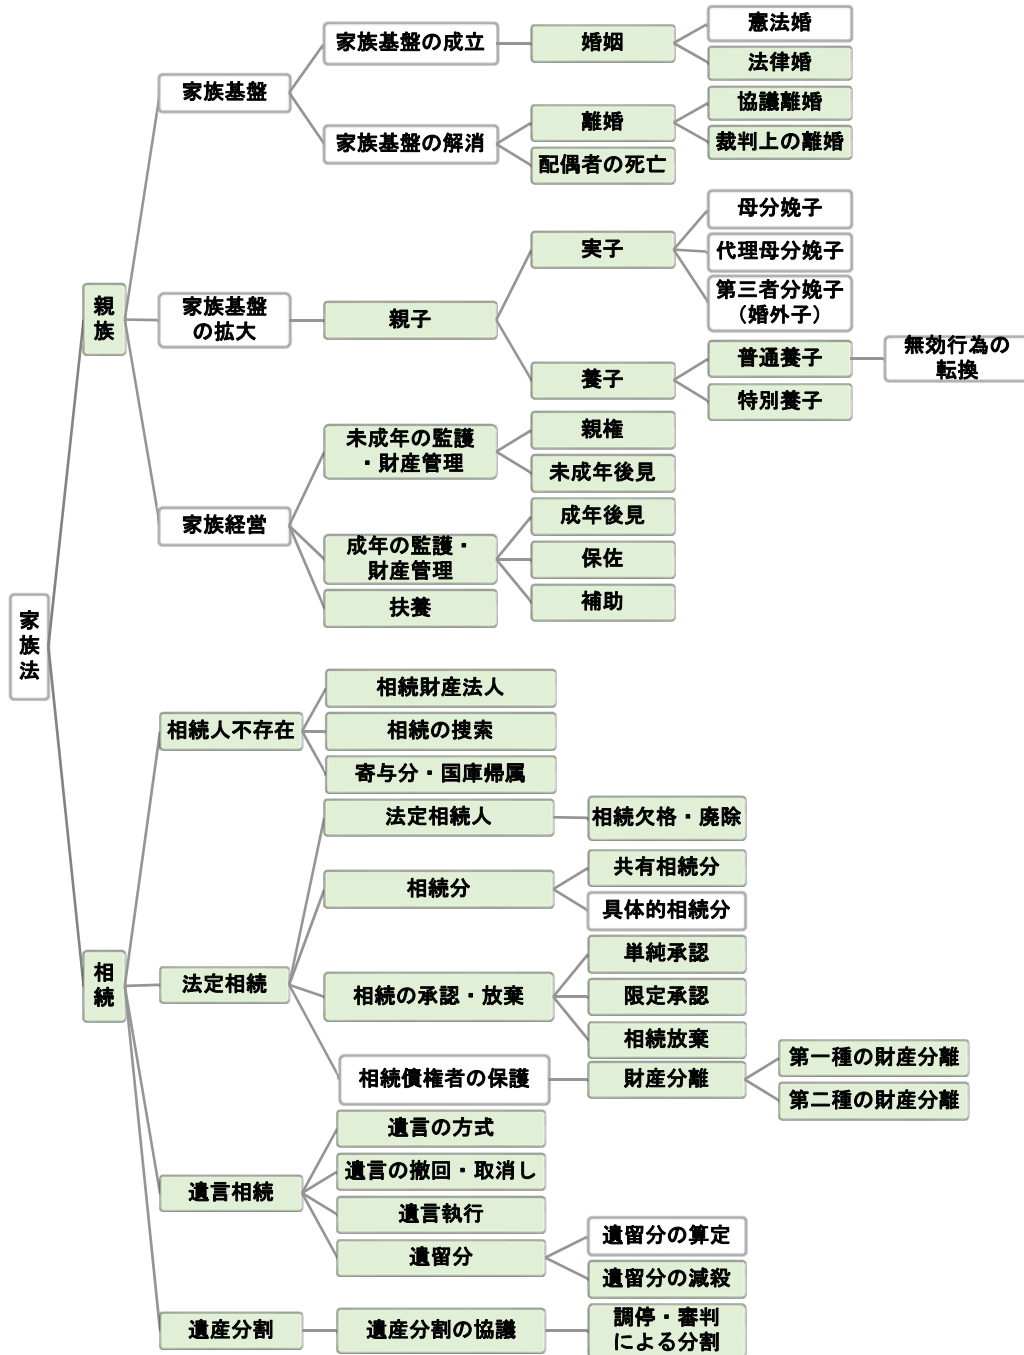 家
族
法
親
族
家族基盤
家族基盤の成立
婚姻
憲法婚
法律婚
家族基盤の解消
離婚
協議離婚
裁判上の離婚
配偶者の死亡
家族基盤
の拡大
親子
実子
母分娩子
代理母分娩子
第三者分娩子
（婚外子）
養子
普通養子
無効行為の
転換
特別養子
家族経営
未成年の監護
・財産管理
親権
未成年後見
成年の監護・
財産管理
成年後見
保佐
補助
扶養
相
続
相続人不存在
相続財産法人
相続の捜索
寄与分・国庫帰属
法定相続
法定相続人
相続欠格・廃除
相続分
共有相続分
具体的相続分
相続の承認・放棄
単純承認
限定承認
相続放棄
相続債権者の保護
財産分離
第一種の財産分離
第二種の財産分離
遺言相続
遺言の方式
遺言の撤回・取消し
遺言執行
遺留分
遺留分の算定
遺留分の減殺
遺産分割
遺産分割の協議
調停・審判
による分割